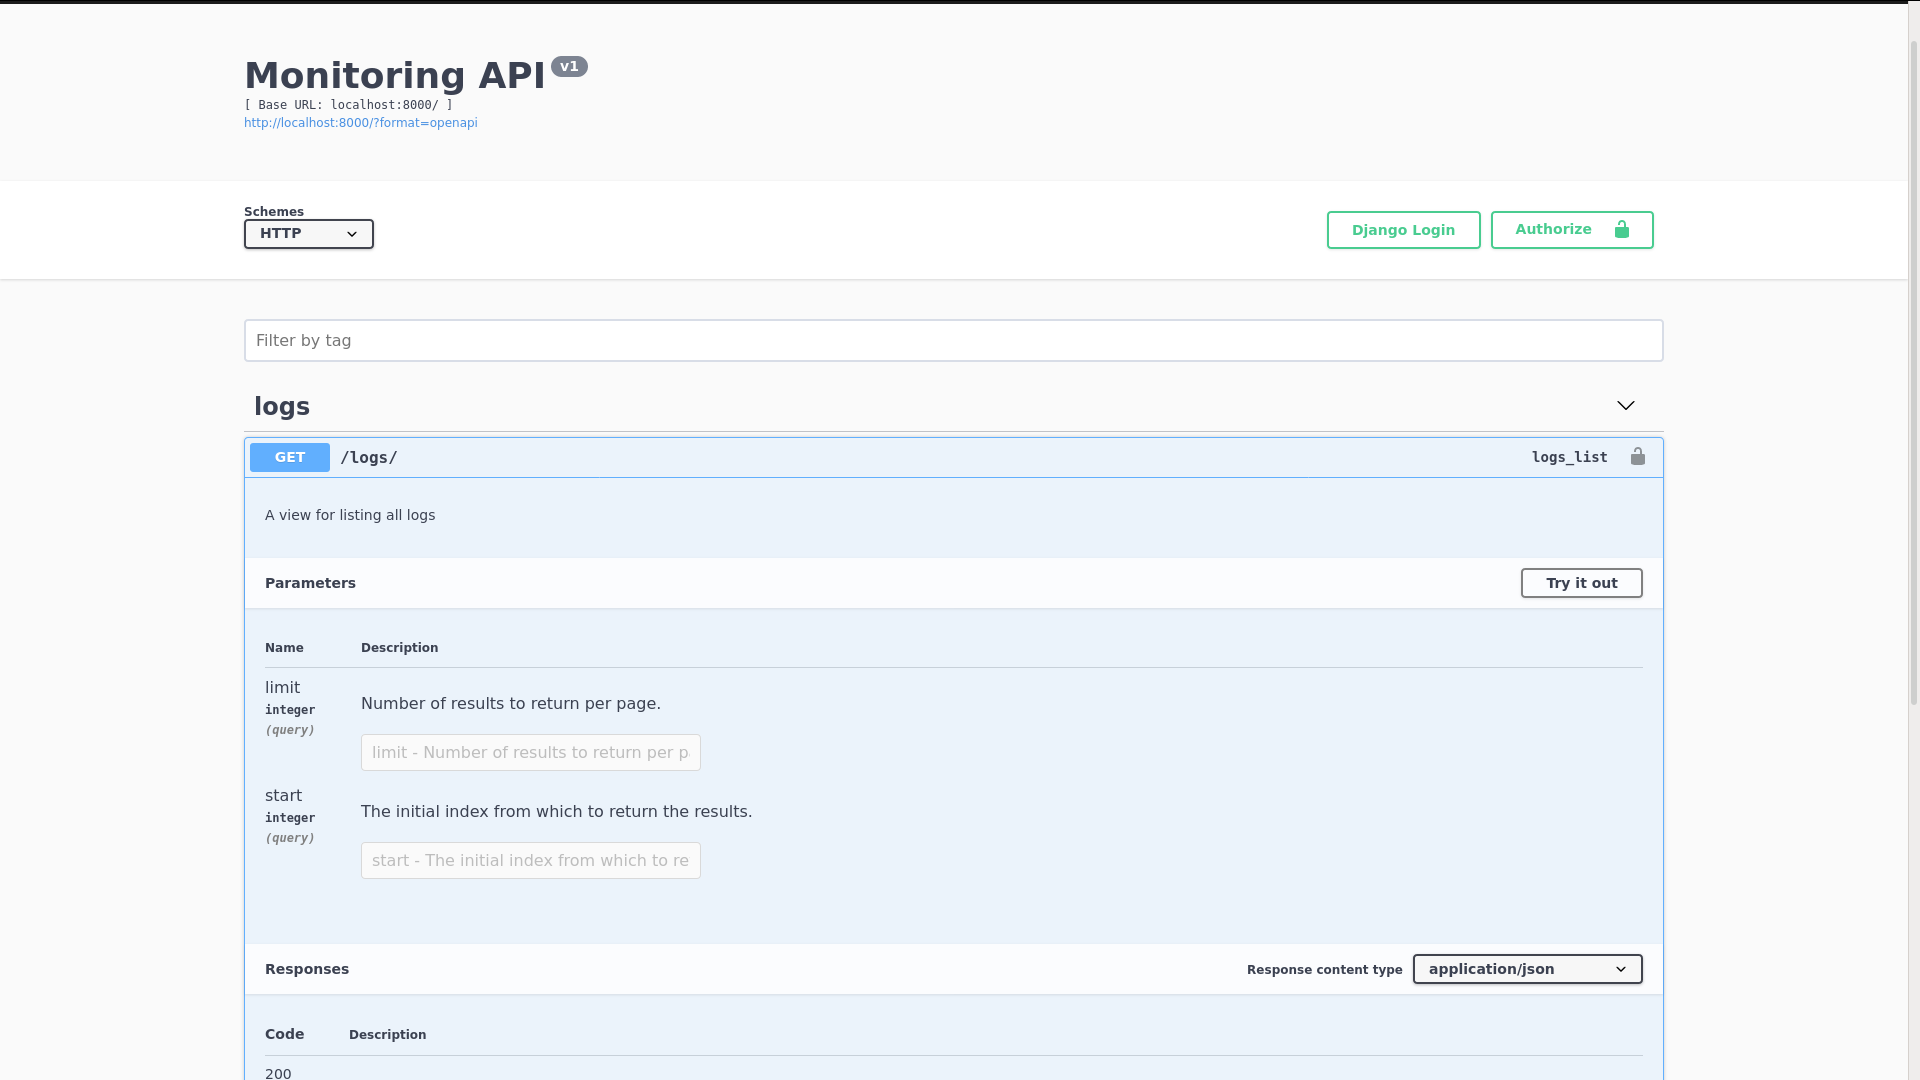 Monitoring API v1
[ Base URL: localhost:8000/ ]
http://localhost:8000/?format=openapi
Schemes
HTTP
Django Login
Authorize
Filter by tag
logs
GET /logs/ logs_list
A view for listing all logs
Parameters
Try it out
Name Description
limit
integer
(query)
Number of results to return per page.
limit - Number of results to return per p
start
integer
(query)
The initial index from which to return the results.
start - The initial index from which to re
Responses
Response content type
application/json
Code Description
200